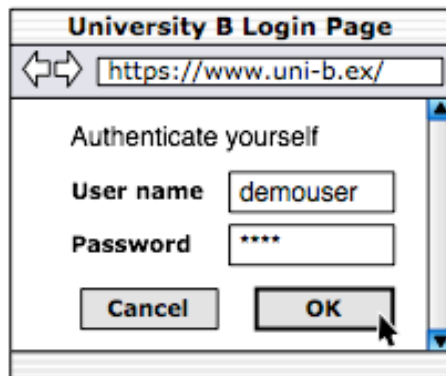 University B Login Page
https://www.uni-b.ex/
Authenticate yourself
User name demouser
Password ****
Cancel OK